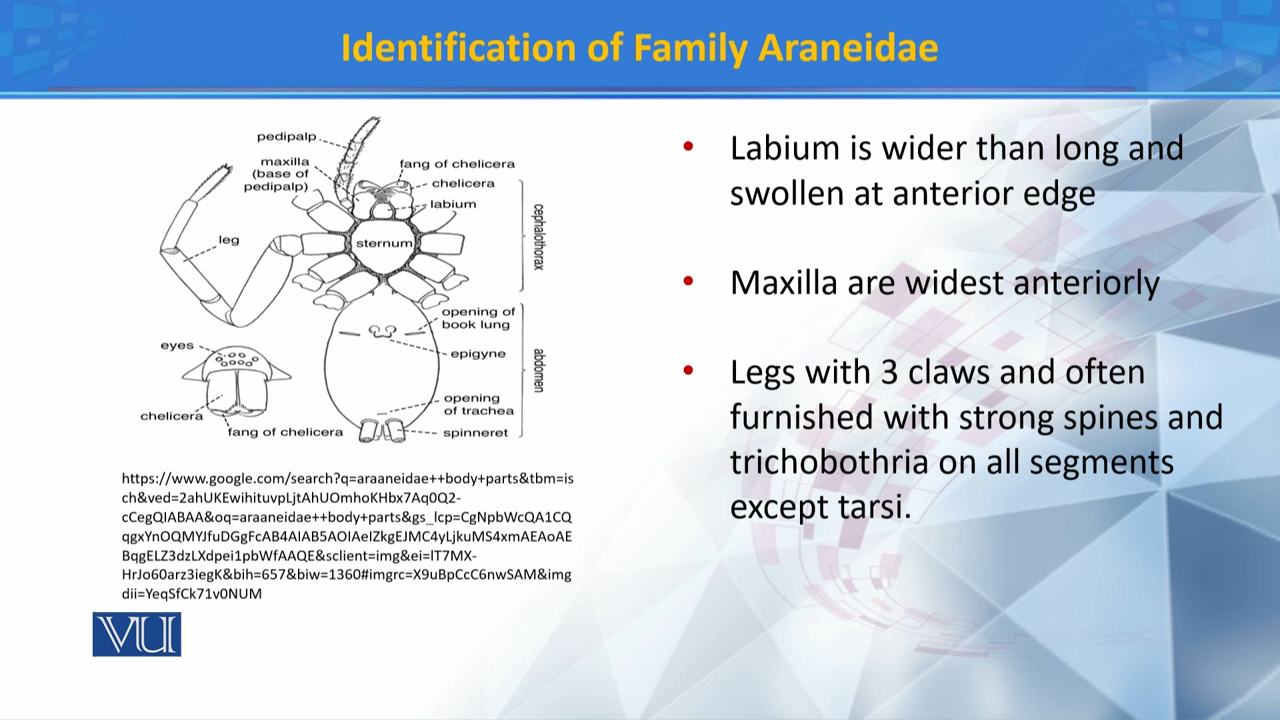 Identification of Family Araneidae
pedipalp
maxilla
(base of
pedipalp)
fang of chelicera
chelicera
labium
leg
sternum
cephalothorax
opening of
book lung
eyes
epigyne
abdomen
opening
of trachea
chelicera
fang of chelicera
spinneret
https://www.google.com/search?q=araaneidae++body+parts&tbm=is
ch&ved=2ahUKEwihituvpLjtAhUOmhoKHbx7Aq0Q2-
cCegQIABAA&oq=araaneidae++body+parts&gs_lcp=CgNpbWcQA1CQ
qgxYnOQMYJfuDGgFcAB4AIAB5AOIAeIZkgEJMC4yLjkuMS4xmAEAoAE
BqgELZ3dzLXdpei1pbWfAAQE&sclient=img&ei=lT7MX-
HrJo60arz3iegK&bih=657&biw=1360#imgrc=X9uBpCcC6nwSAM&img
dii=YeqSfCk71v0NUM
VU
• Labium is wider than long and
swollen at anterior edge
• Maxilla are widest anteriorly
• Legs with 3 claws and often
furnished with strong spines and
trichobothria on all segments
except tarsi.